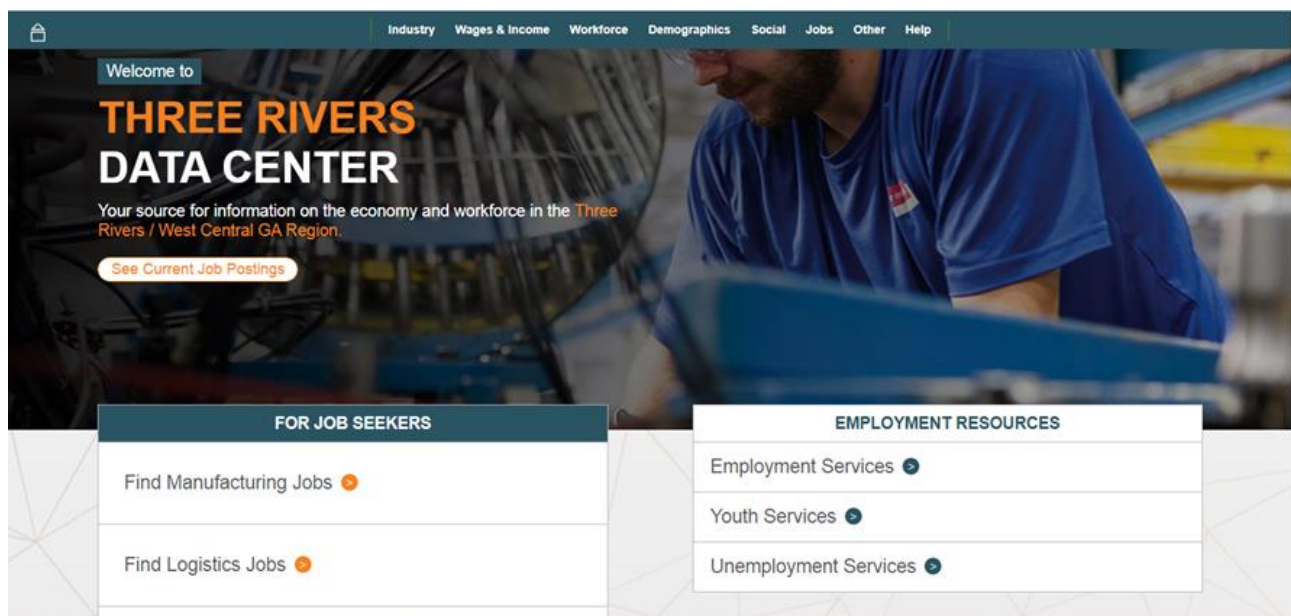 Industry Wages & Income Workforce Demographics Social Jobs Other Help
Welcome to
THREE RIVERS
DATA CENTER
Your source for information on the economy and workforce in the Three
Rivers / West Central GA Region.
See Current Job Postings
FOR JOB SEEKERS
Find Manufacturing Jobs
Find Logistics Jobs
EMPLOYMENT RESOURCES
Employment Services
Youth Services
Unemployment Services